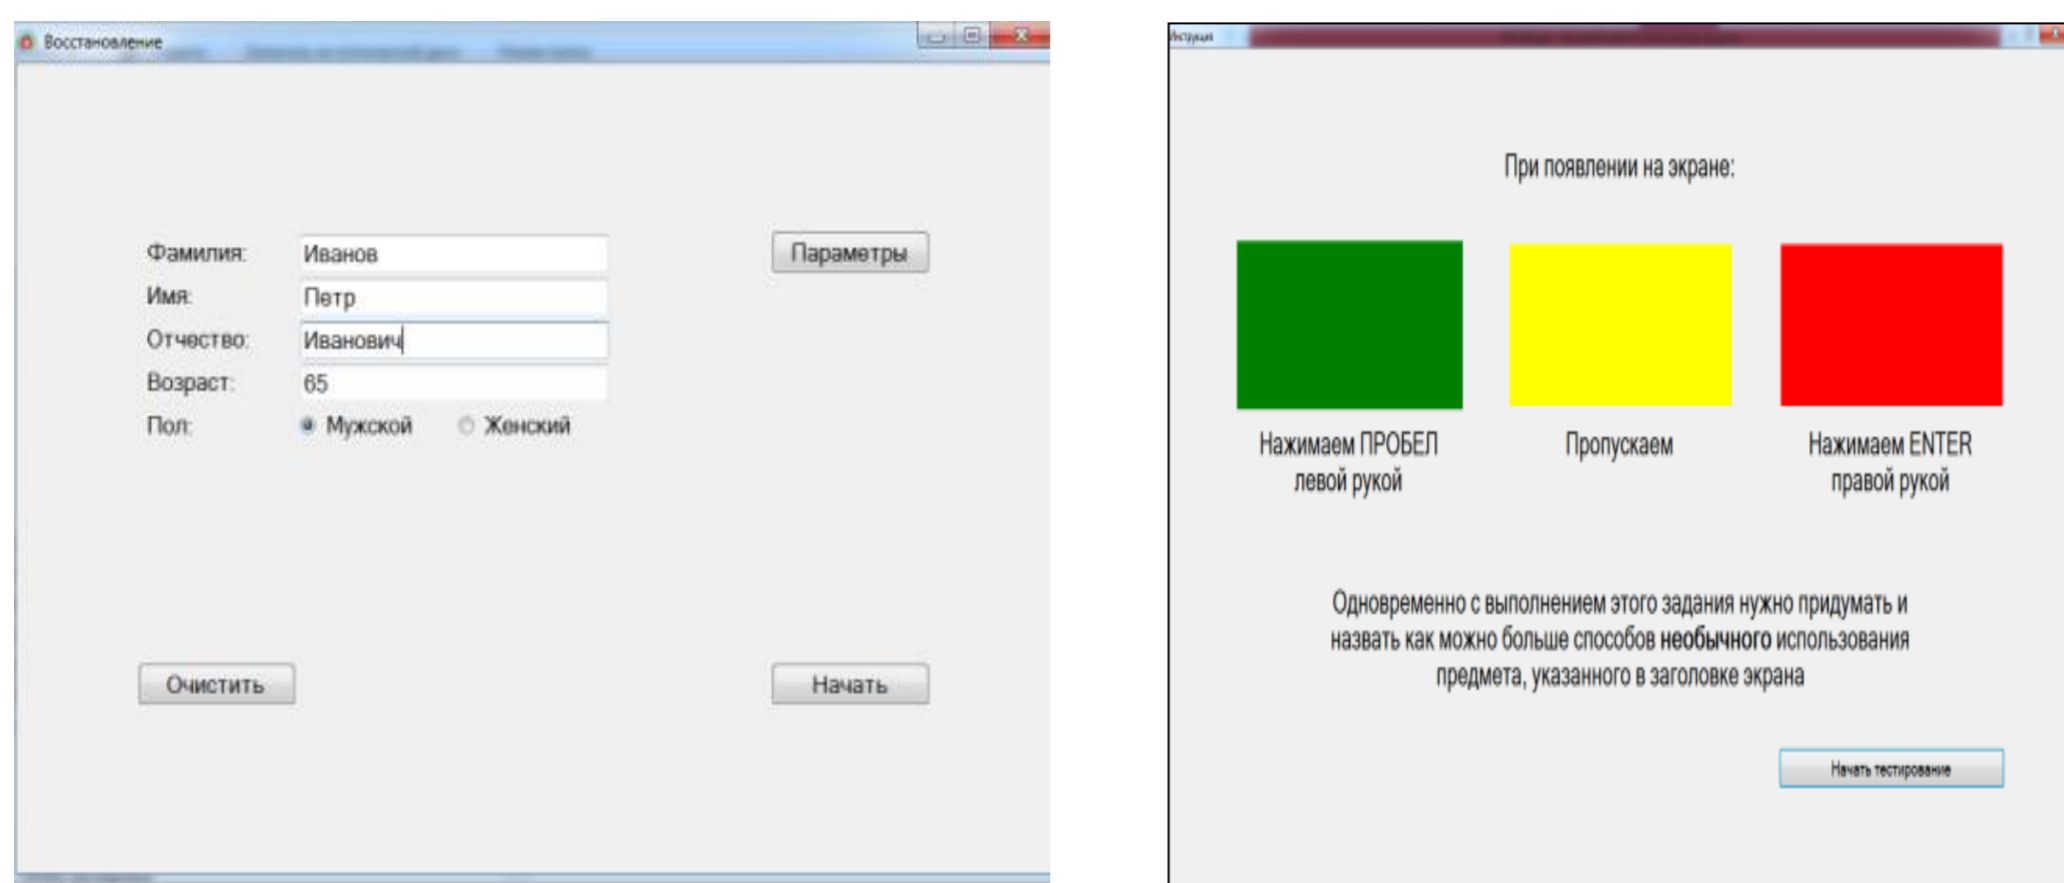 Восстановление
Фамилия: Иванов
Параметры
Имя: Петр
Отчество: Иванович
Возраст: 65
Пол: Мужской Женский
Очистить
Начать
При появлении на экране:
Нажимаем ПРОБЕЛ
левой рукой
Пропускаем
Нажимаем ENTER
правой рукой
Одновременно с выполнением этого задания нужно придумать и
назвать как можно больше способов необычного использования
предмета, указанного в заголовке экрана
Начать тестирование